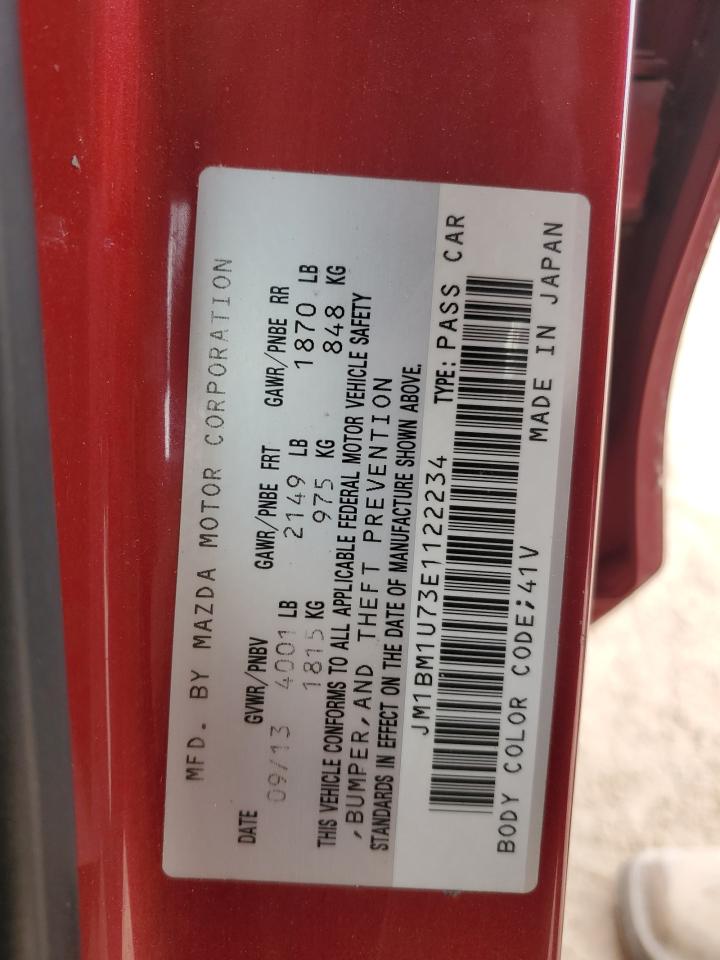 MFD. BY MAZDA MOTOR CORPORATION
DATE GVWR/PNBV GAWR/PNBE FRT GAWR/PNBE RR
09/13 4001 LB 2149 LB 1870 LB
1815 KG 975 KG 848 KG
THIS VEHICLE CONFORMS TO ALL APPLICABLE FEDERAL MOTOR VEHICLE SAFETY
,BUMPER,AND THEFT PREVENTION
STANDARDS IN EFFECT ON THE DATE OF MANUFACTURE SHOWN ABOVE.
JM1BM1U73E1122234 TYPE: PASS CAR
BODY COLOR CODE;41V MADE IN JAPAN